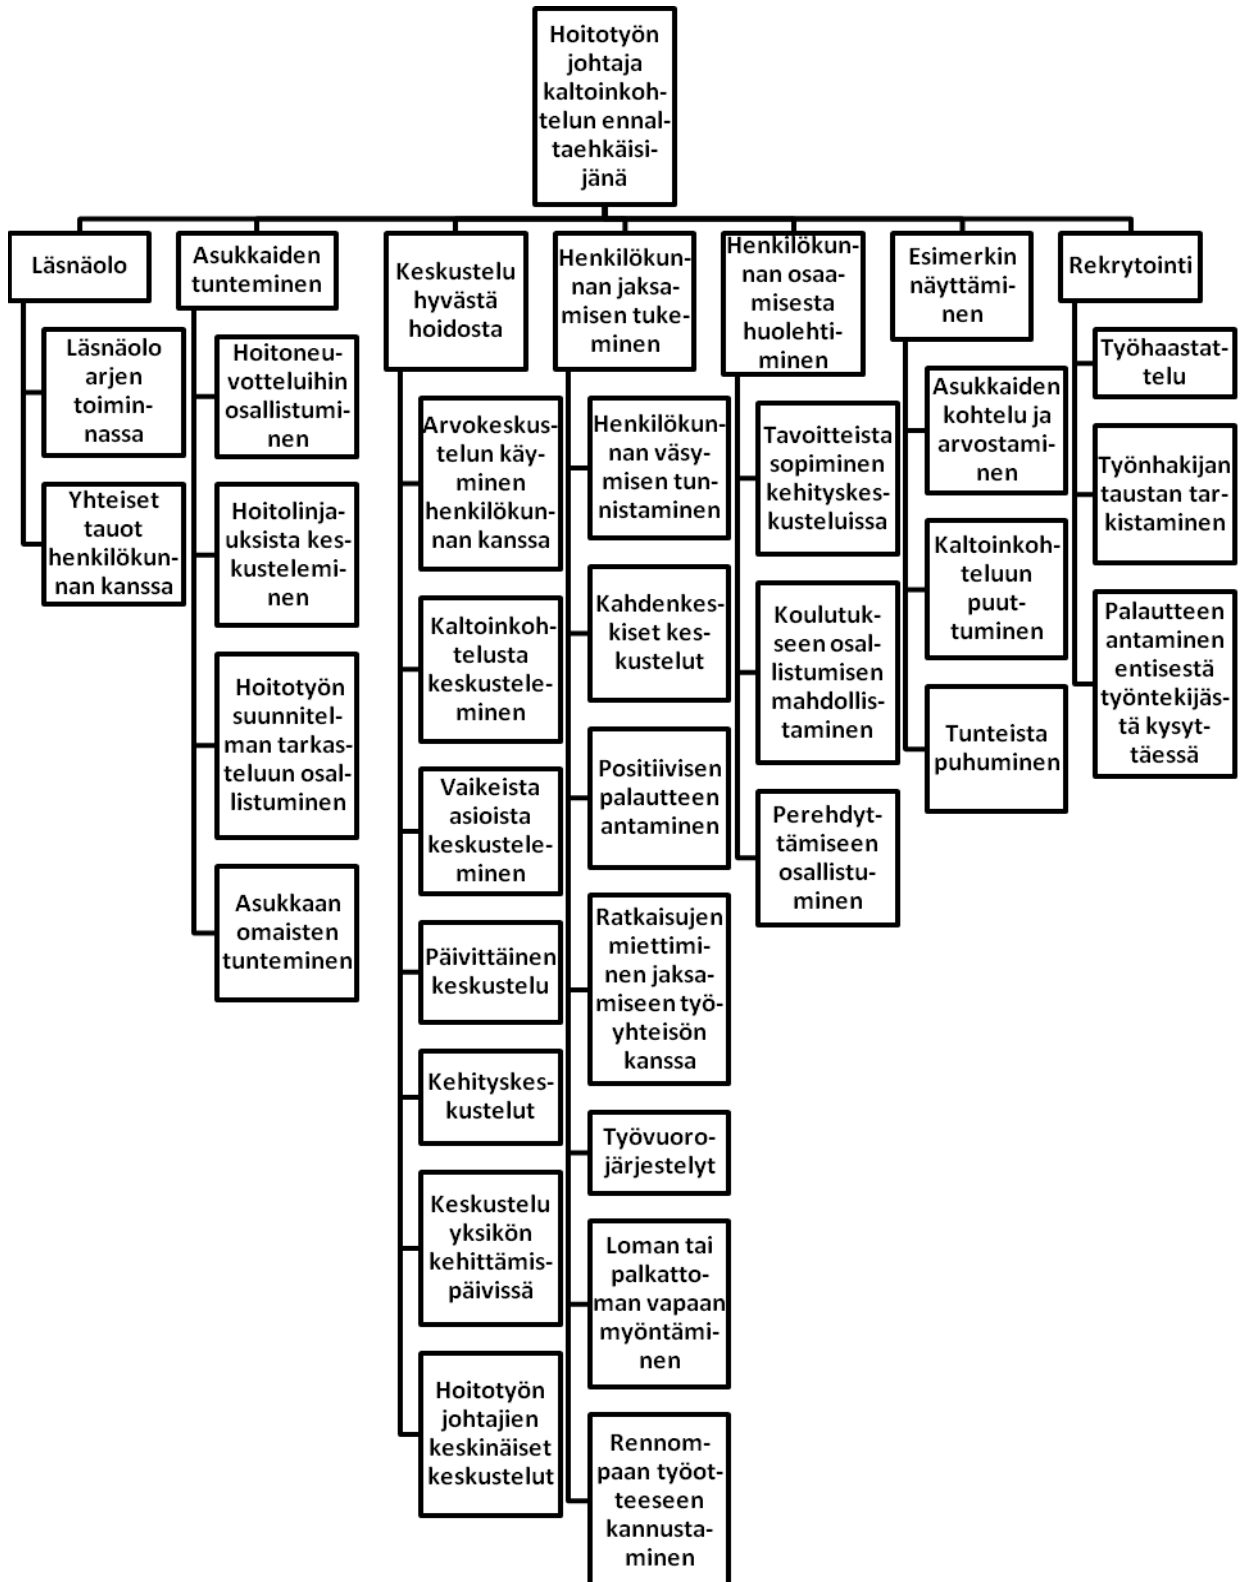 Hoitotyön
johtaja
kaltoinkoh-
telun ennal-
taehkäisi-
jänä
Läsnäolo
Läsnäolo
arjen
toimin-
nassa
Yhteiset
tauot
henkilökun-
nan kanssa
Asukkaiden
tunteminen
Hoitoneu-
votteluihin
osallistumi-
nen
Hoitolinja-
uksista kes-
kustelemi-
nen
Hoitotyön
suunnitel-
man tarkas-
teluun osal-
listuminen
Asukkaan
omaisten
tunteminen
Keskustelu
hyvästä
hoidosta
Arvokeskus-
telun käy-
minen
henkilökun-
nan kanssa
Kaltoinkoh-
telusta
keskustele-
minen
Vaikeista
asioista
keskustele-
minen
Päivittäinen
keskustelu
Kehityskes-
kustelut
Keskustelu
yksikön
kehittämis-
päivissä
Hoitotyön
johtajien
keskinäiset
keskustelut
Henkilökun-
nan jaksa-
misen tuke-
minen
Henkilökun-
nan väsy-
misen tun-
nistaminen
Kahdenkes-
kiset kes-
kustelut
Positiivisen
palautteen
antaminen
Ratkaisujen
miettimi-
nen jaksa-
miseen työ-
yhteisön
kanssa
Työvuoro-
järjestelyt
Loman tai
palkatto-
man vapaan
myöntämi-
nen
Rennom-
paan työot-
teeseen
kannusta-
minen
Henkilökun-
nan osaa-
misesta
huolehti-
minen
Tavoitteista
sopiminen
kehityskes-
kusteluissa
Koulutuk-
seen osal-
listumisen
mahdollis-
taminen
Perehdyt-
tämiseen
osallistu-
minen
Esimerkin
näyttämi-
nen
Asukkaiden
kohtelu ja
arvostami-
nen
Kaltoinkoh-
teluun
puut-
tuminen
Tunteista
puhuminen
Rekrytointi
Työhaastat-
telu
Työnhakijan
taustan tar-
kistaminen
Palautteen
antaminen
entisestä
työntekijäs-
tä kysyt-
täessä